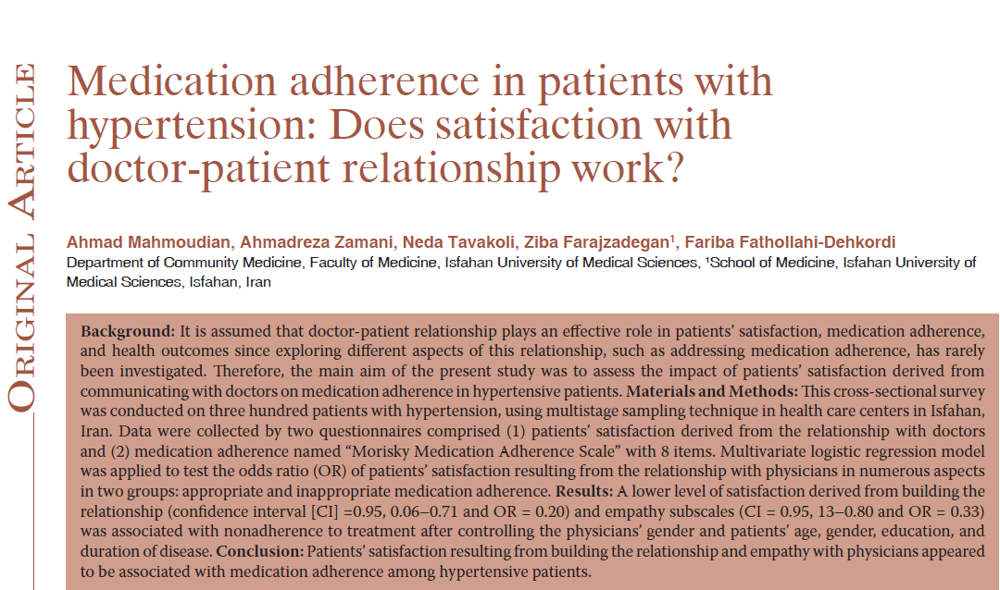 ORIGINAL ARTICLE
Medication adherence in patients with
hypertension: Does satisfaction with
doctor-patient relationship work?
Ahmad Mahmoudian, Ahmadreza Zamani, Neda Tavakoli, Ziba Farajzadegan¹, Fariba Fathollahi-Dehkordi
Department of Community Medicine, Faculty of Medicine, Isfahan University of Medical Sciences, ¹School of Medicine, Isfahan University of
Medical Sciences, Isfahan, Iran
Background: It is assumed that doctor-patient relationship plays an effective role in patients’ satisfaction, medication adherence,
and health outcomes since exploring different aspects of this relationship, such as addressing medication adherence, has rarely
been investigated. Therefore, the main aim of the present study was to assess the impact of patients’ satisfaction derived from
communicating with doctors on medication adherence in hypertensive patients. Materials and Methods: This cross-sectional survey
was conducted on three hundred patients with hypertension, using multistage sampling technique in health care centers in Isfahan,
Iran. Data were collected by two questionnaires comprised (1) patients’ satisfaction derived from the relationship with doctors
and (2) medication adherence named “Morisky Medication Adherence Scale” with 8 items. Multivariate logistic regression model
was applied to test the odds ratio (OR) of patients’ satisfaction resulting from the relationship with physicians in numerous aspects
in two groups: appropriate and inappropriate medication adherence. Results: A lower level of satisfaction derived from building the
relationship (confidence interval [CI] =0.95, 0.06–0.71 and OR = 0.20) and empathy subscales (CI = 0.95, 13–0.80 and OR = 0.33)
was associated with nonadherence to treatment after controlling the physicians’ gender and patients’ age, gender, education, and
duration of disease. Conclusion: Patients’ satisfaction resulting from building the relationship and empathy with physicians appeared
to be associated with medication adherence among hypertensive patients.